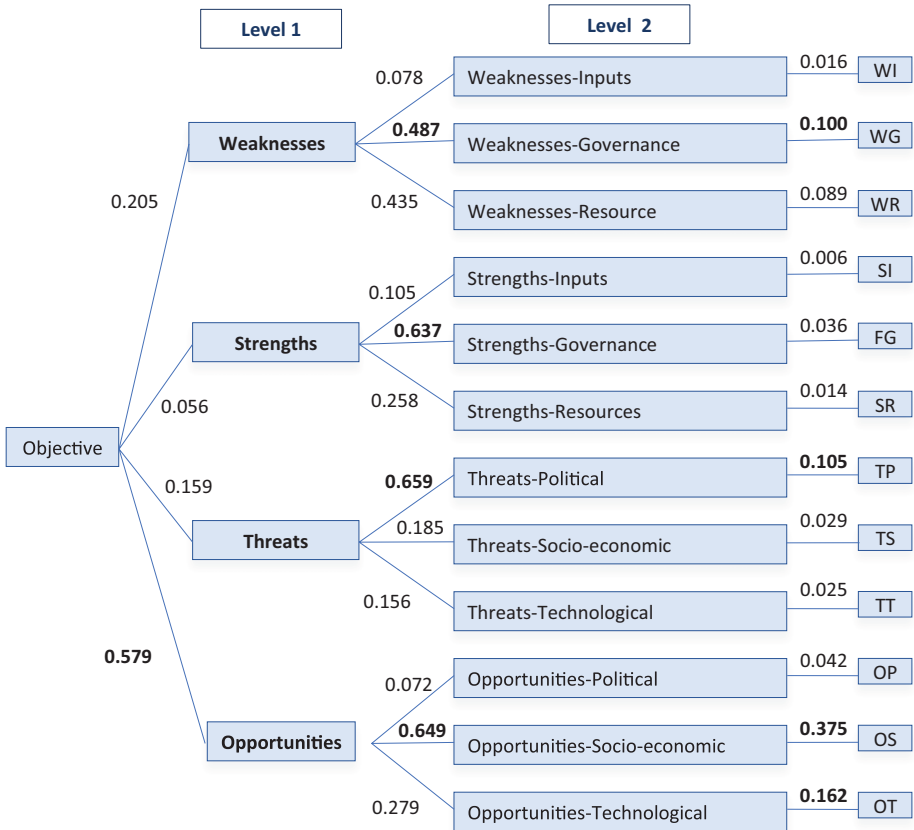 Level 1
Level 2
0.078
Weaknesses-Inputs
0.016
WI
Weaknesses
0.487
Weaknesses-Governance
0.100
WG
0.205
0.435
Weaknesses-Resource
0.089
WR
0.105
Strengths-Inputs
0.006
SI
Strengths
0.637
Strengths-Governance
0.036
FG
0.056
0.258
Strengths-Resources
0.014
SR
Objective
0.159
0.659
Threats-Political
0.105
TP
Threats
0.185
Threats-Socio-economic
0.029
TS
0.156
Threats-Technological
0.025
TT
0.579
0.072
Opportunities-Political
0.042
OP
Opportunities
0.649
Opportunities-Socio-economic
0.375
OS
0.279
Opportunities-Technological
0.162
OT